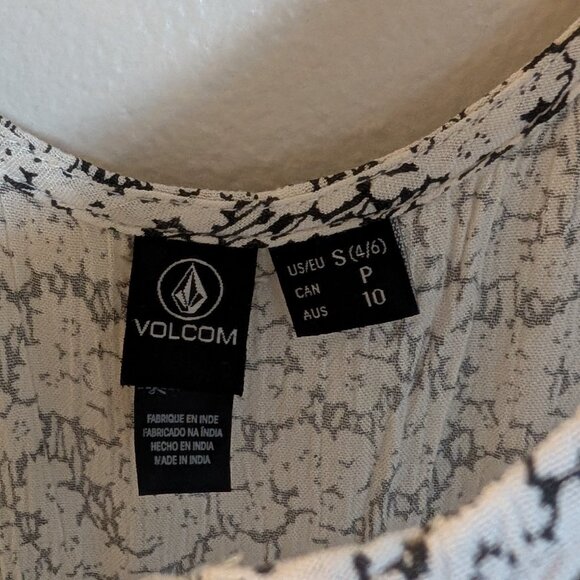 VOLCOM
US/EU S (4/6)
CAN P
AUS 10
FABRIQUE EN INDE
FABRICADO NA ÍNDIA
HECHO EN INDIA
MADE IN INDIA